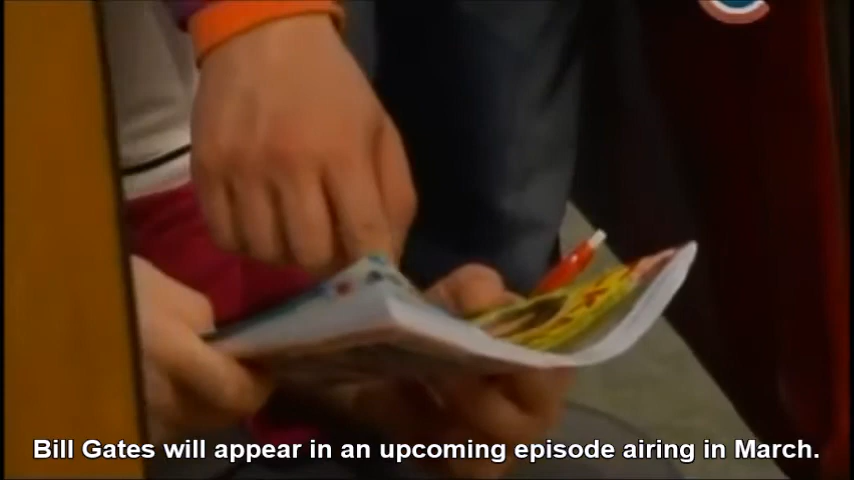 Bill Gates will appear in an upcoming episode airing in March.